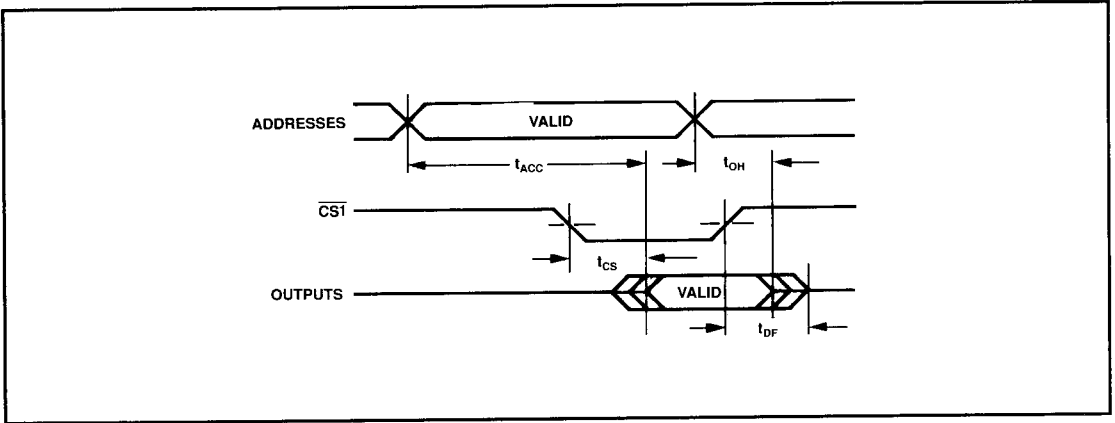 ADDRESSES
VALID
tACC
tOH
CS1
tCS
OUTPUTS
VALID
tDF